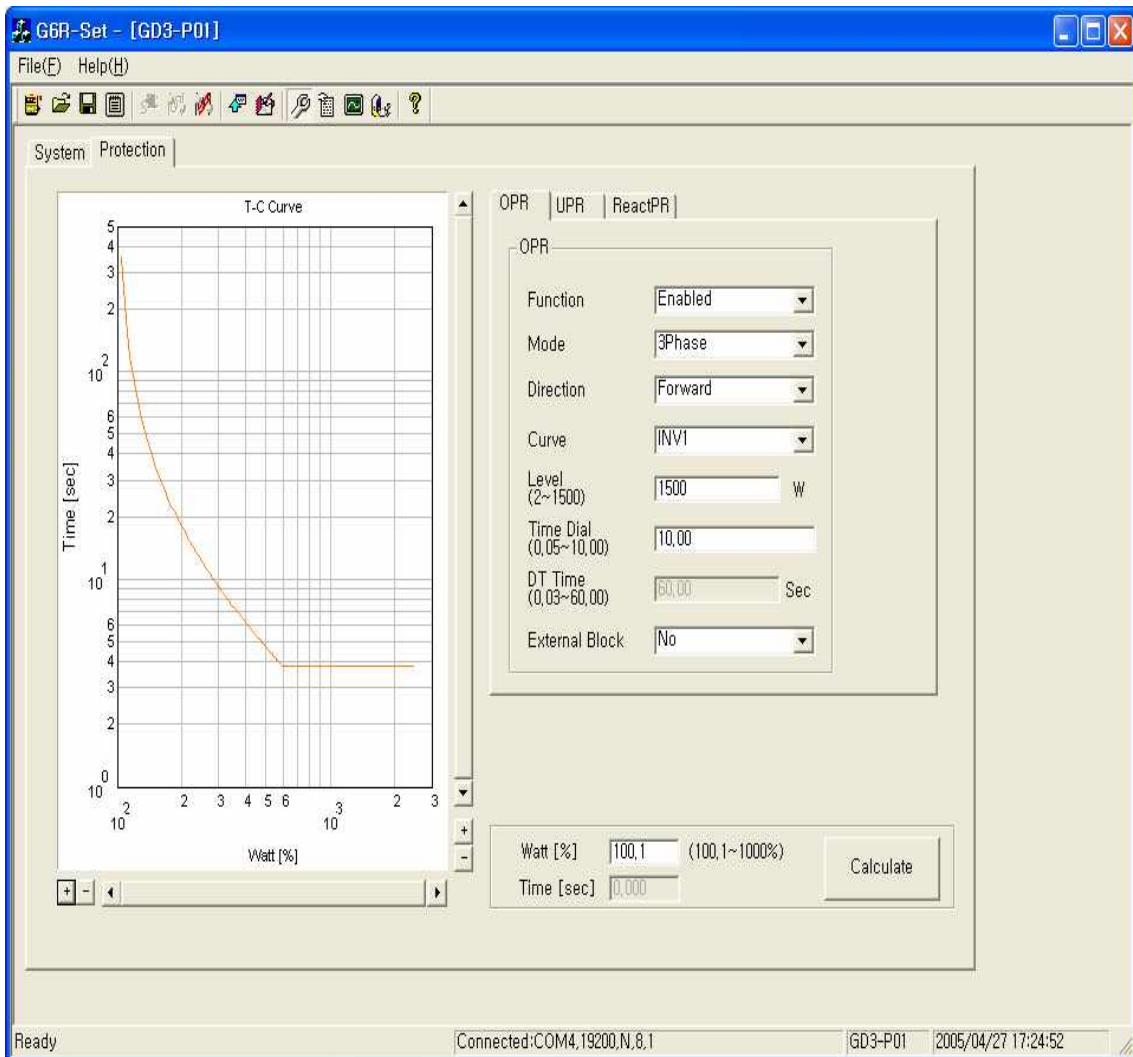 G6R-Set - [GD3-P01]
File(F) Help(H)
System Protection
T-C Curve
5
4
3
2
10 2
6
5
4
3
2
10 1
6
5
4
3
2
10 0
Time [sec]
2 3 4 5 6 2 3
10 2 10 3
Watt [%]
OPR UPR ReactPR
OPR
Function Enabled
Mode 3Phase
Direction Forward
Curve INV1
Level
(2~1500) 1500 W
Time Dial
(0,05~10,00) 10,00
DT Time
(0,03~60,00) 60,00 Sec
External Block No
Watt [%] 100,1 (100,1~1000%)
Time [sec] 0,000
Calculate
Ready Connected:COM4,19200,N,8,1 GD3-P01 2005/04/27 17:24:52